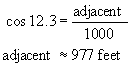 cos 12.3 = adjacent / 1000
adjacent ≈ 977 feet